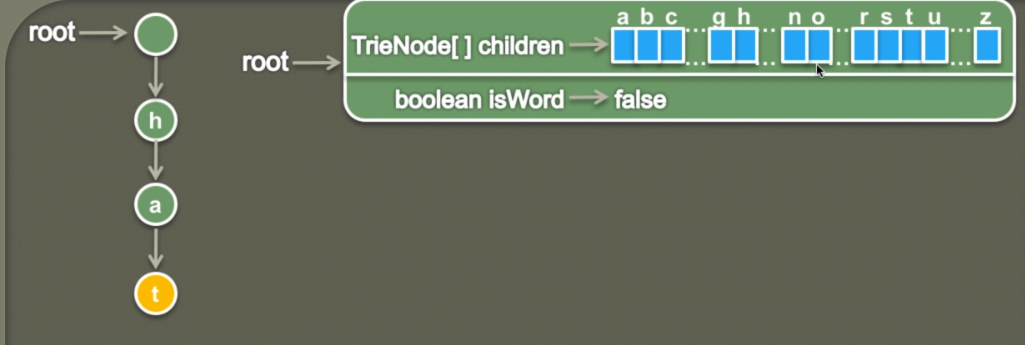 root
h
a
t
root
a b c g h n o r s t u z
TrieNode[ ] children
... ... ... ... ...
boolean isWord false